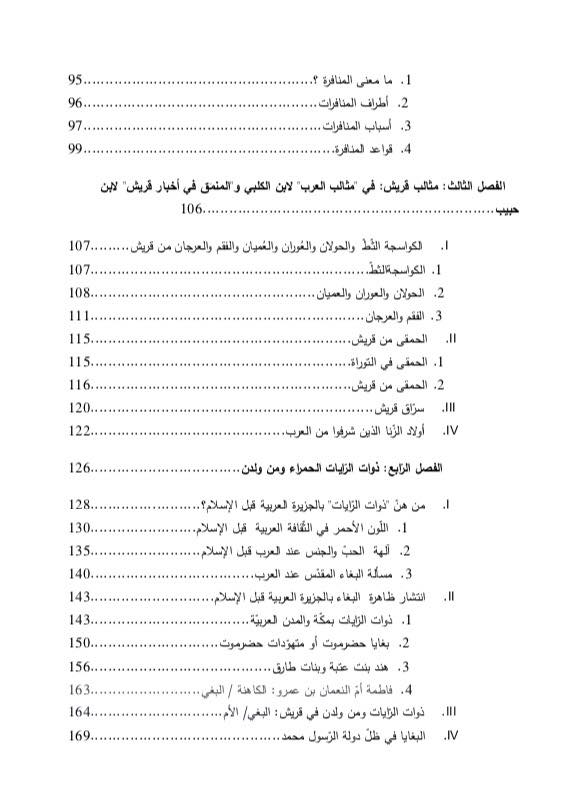 1. ما معنى المنافرة ؟.....................................................95
2. أطراف المنافرات......................................................96
3. أسباب المنافرات.....................................................97
4. قواعد المنافرة.........................................................99
الفصل الثالث: مثالب قريش: في "مثالب العرب" لابن الكلبي و"المنمق في أخبار قريش" لابن
حبيب...................................................................106
I. الكواسجة الثّطّ والحولان والعُوران والعُميان والفقم والعرجان من قريش.........107
1. الكواسجةالثطّ.........................................................107
2. الحولان والعوران والعميان..............................................108
3. الفقم والعرجان........................................................111
II. الحمقى من قريش......................................................115
1. الحمقى في التوراة......................................................115
2. الحمقى من قريش......................................................116
III. سرّاق قريش..........................................................120
IV. أولاد الزّنا الذين شرفوا من العرب.......................................122
الفصل الرّابع: ذوات الرّايات الحمراء ومن ولدن..................................126
I. من هنّ "ذوات الرّايات" بالجزيرة العربية قبل الإسلام؟..........................128
1. اللّون الأحمر في الثّقافة العربية قبل الإسلام..............................130
2. آلهة الحبّ والجنس عند العرب قبل الإسلام..............................135
3. مسألة البغاء المقدّس عند العرب........................................140
II. انتشار ظاهرة البغاء بالجزيرة العربية قبل الإسلام............................143
1. ذوات الرّايات بمكّة والمدن العربيّة......................................143
2. بغايا حضرموت أو متهوّدات حضرموت..................................150
3. هند بنت عتبة وبنات طارق............................................156
4. فاطمة أمّ النعمان بن عمرو: الكاهنة / البغي..............................163
III. ذوات الرّايات ومن ولدن في قريش: البغي/ الأم............................164
IV. البغايا في ظلّ دولة الرّسول محمد........................................169